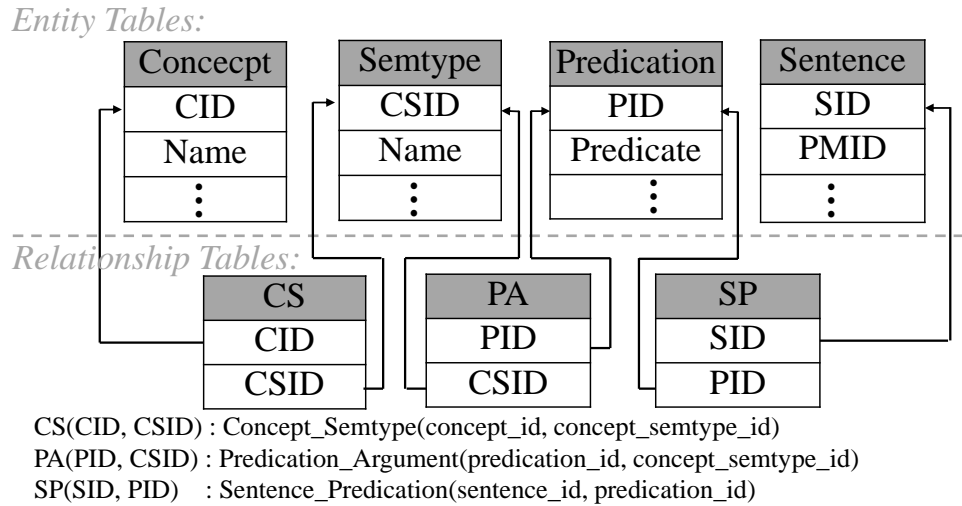 Entity Tables:
Concecpt Semtype Predication Sentence
CID CSID PID SID
Name Name Predicate PMID
Relationship Tables:
CS PA SP
CID PID SID
CSID CSID PID
CS(CID, CSID) : Concept_Semtype(concept_id, concept_semtype_id)
PA(PID, CSID) : Predication_Argument(predication_id, concept_semtype_id)
SP(SID, PID) : Sentence_Predication(sentence_id, predication_id)